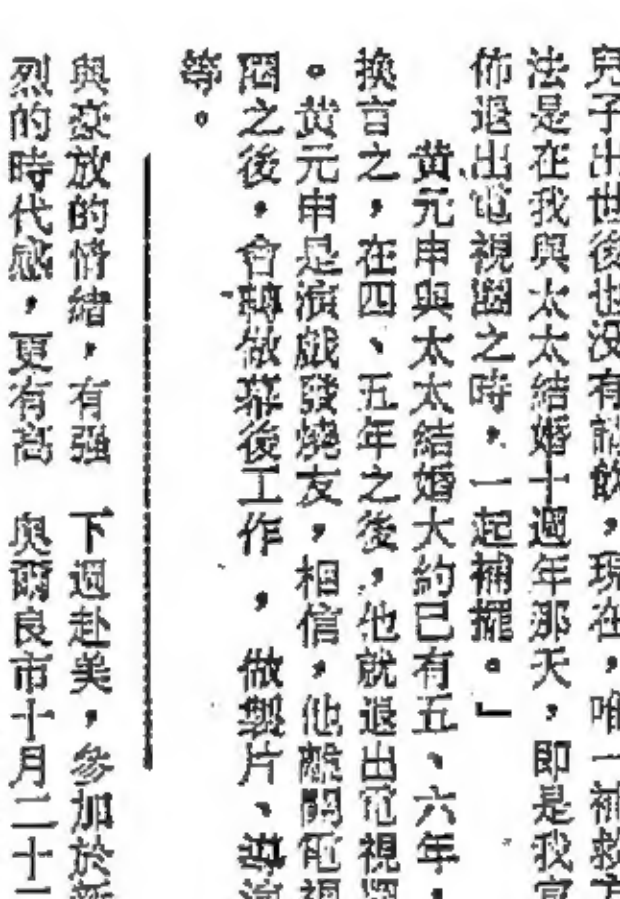 兒子出世後也没有請飲，現在，唯一補救方
法是在我與太太結婚十週年那天，即是我宣
佈退出電視圈之時，一起補擺。」
黄元申與太太結婚大約已有五、六年，
換言之，在四、五年之後，他就退出電視圈
。黄元申是演戲發燒友，相信，他離開電視
圈之後，會轉做幕後工作，做製片、導演
等。
與豪放的情緒，有强
烈的時代感，更有高
下週赴美，參加於新
奧爾良市十月二十二